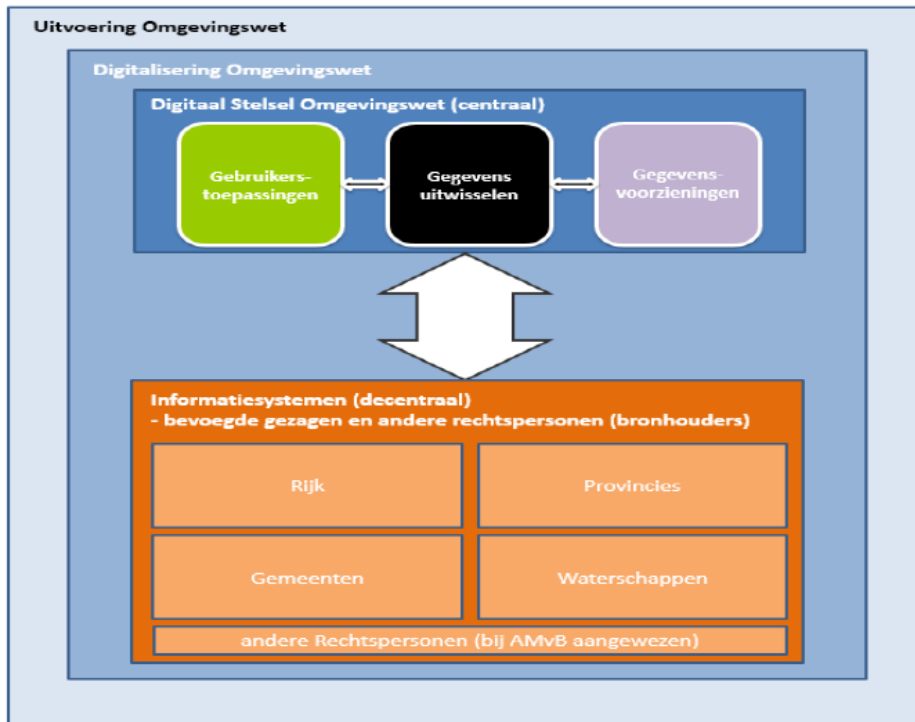 Uitvoering Omgevingswet
Digitalisering Omgevingswet
Digitaal Stelsel Omgevingswet (centraal)
Gebruikers-
toepassingen
Gegevens
uitwisselen
Gegevens-
voorzieningen
Informatiesystemen (decentraal)
- bevoegde gezagen en andere rechtspersonen (bronhouders)
Rijk
Provincies
Gemeenten
Waterschappen
andere Rechtspersonen (bij AMvB aangewezen)